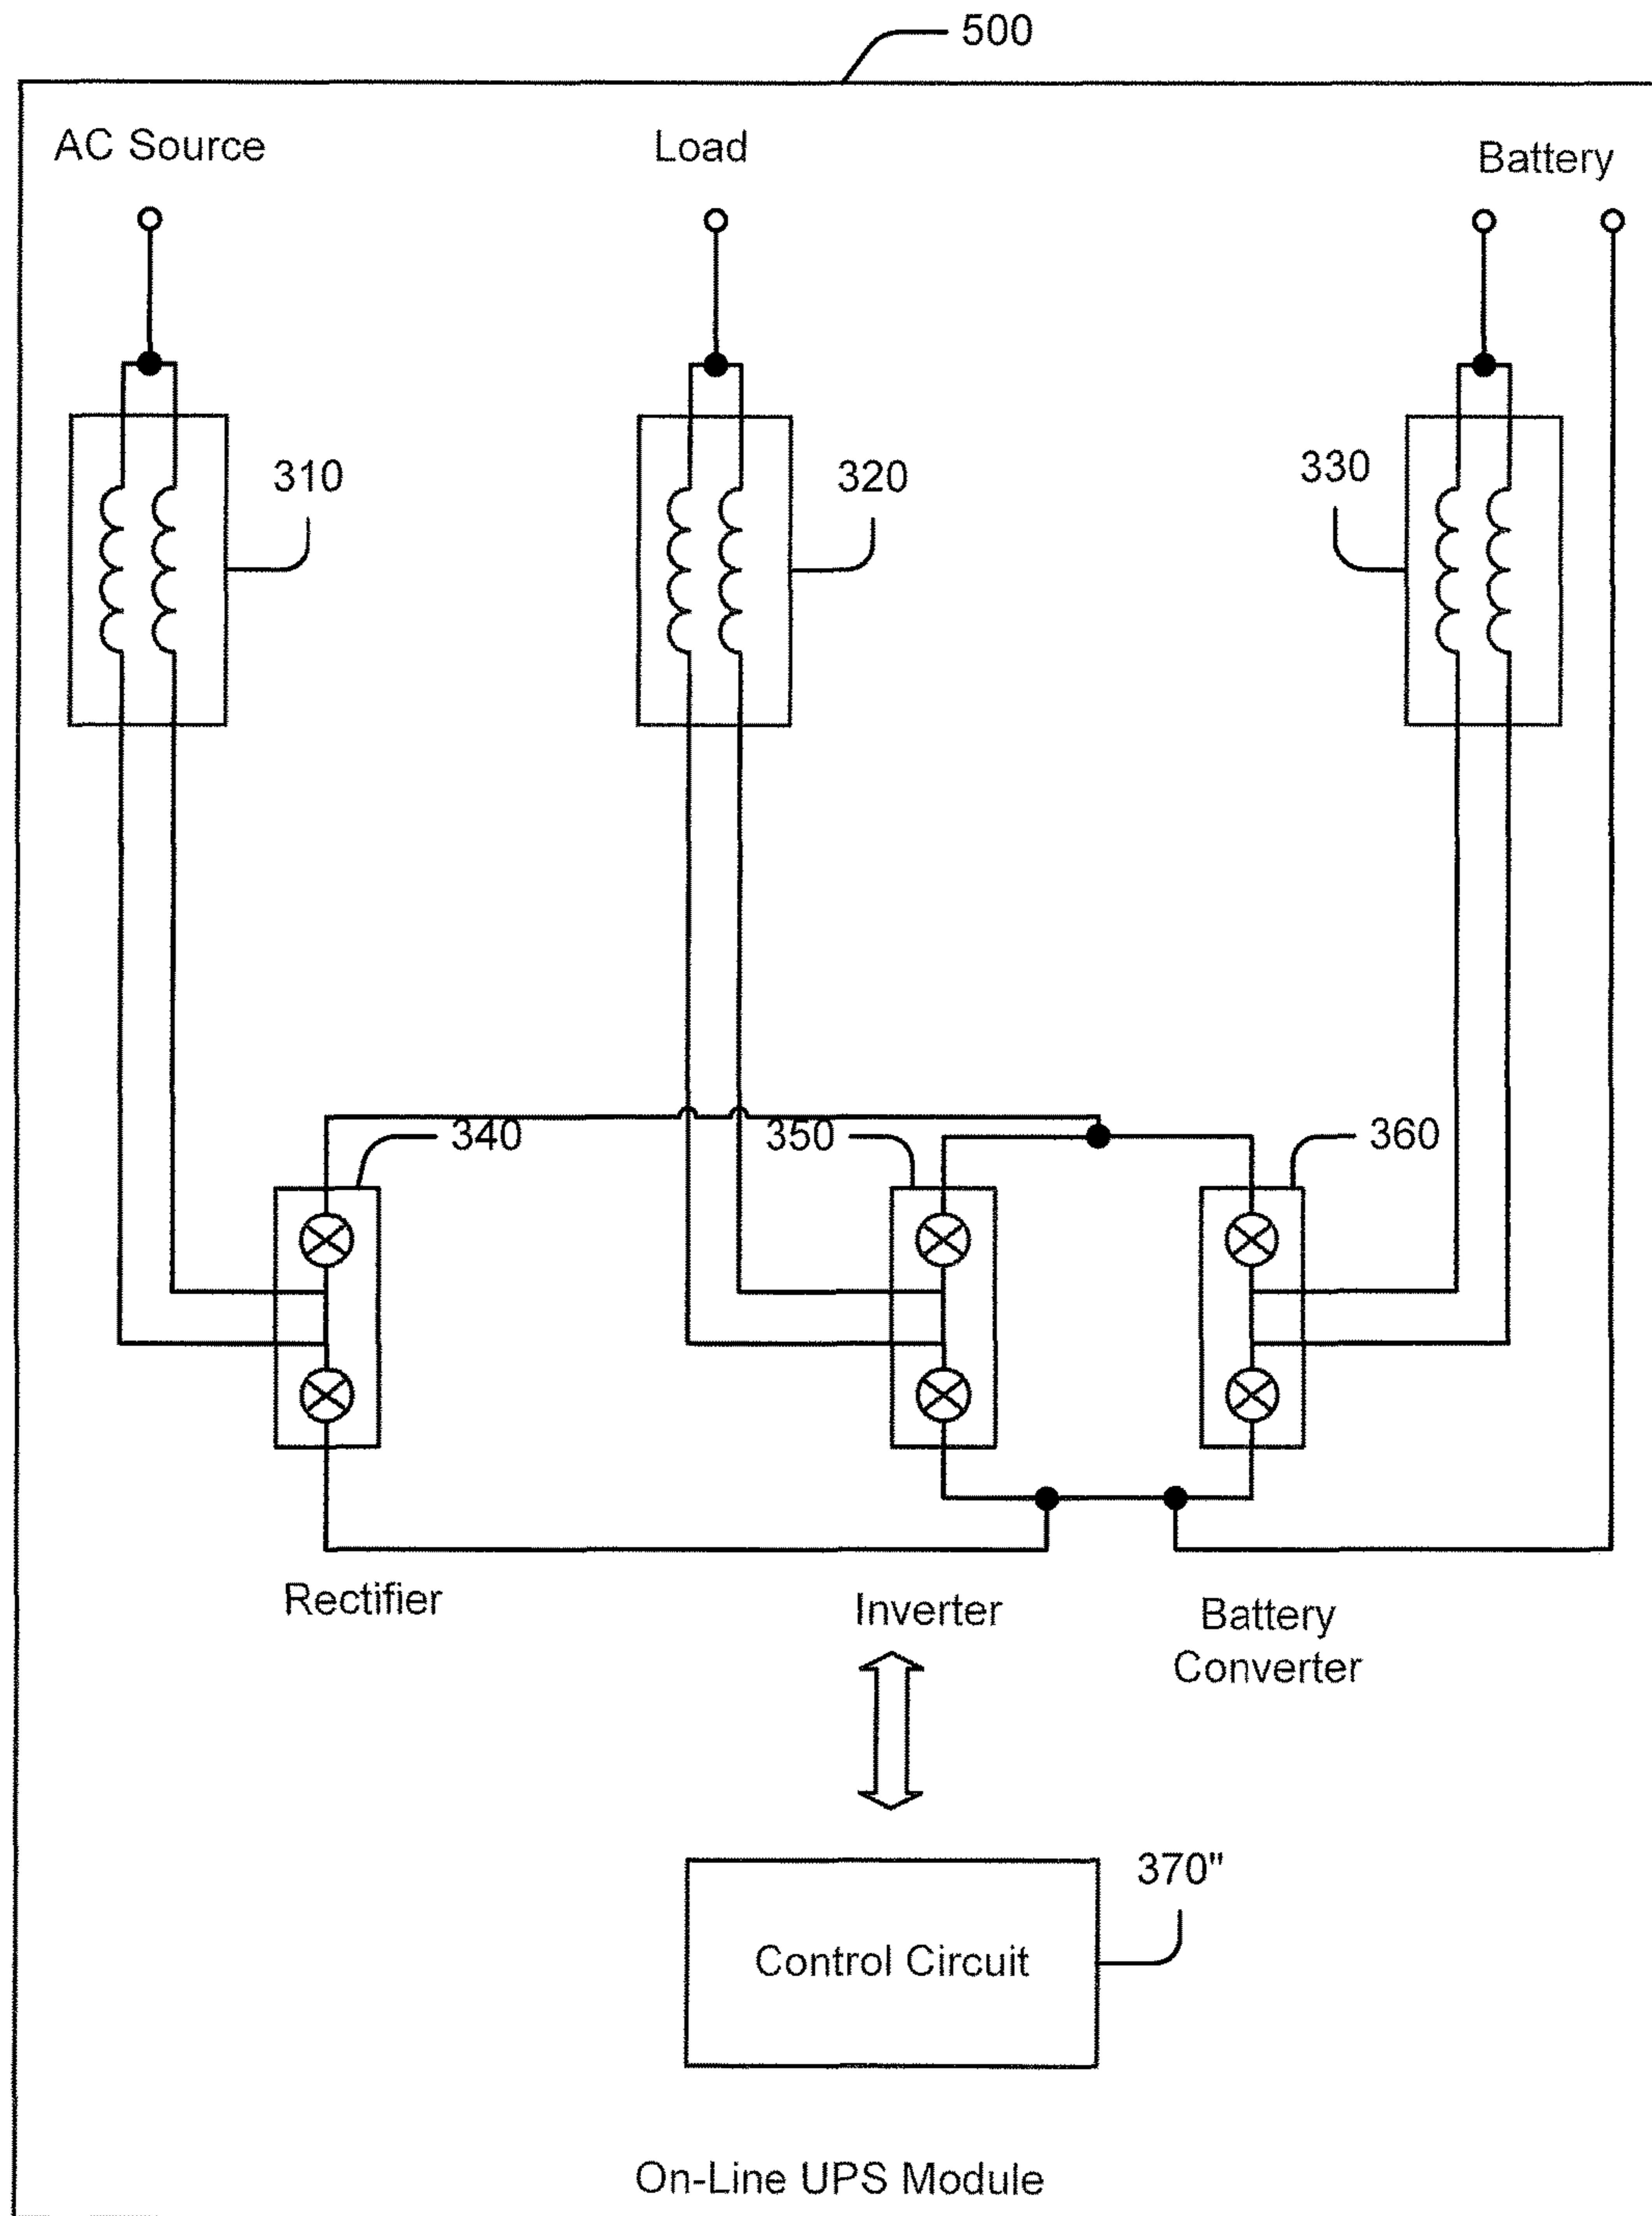 500
AC Source
Load
Battery
310
320
330
340
350
360
Rectifier
Inverter
Battery
Converter
370"
Control Circuit
On-Line UPS Module